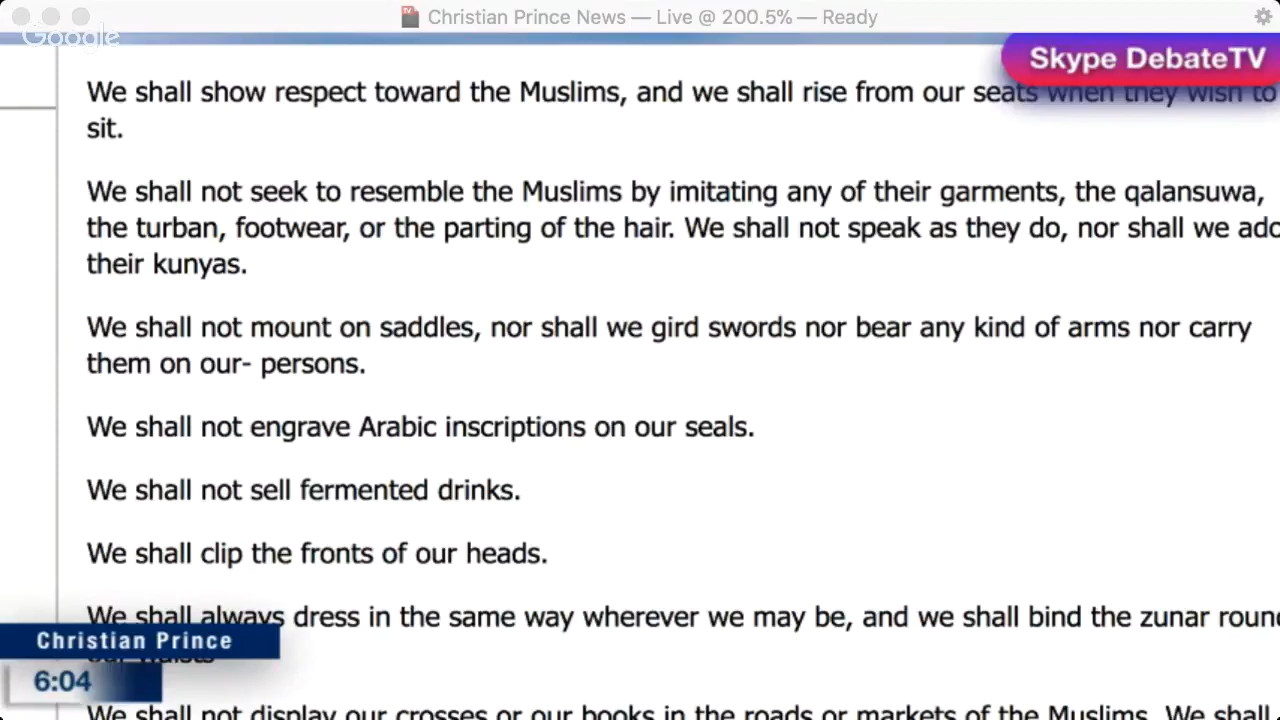 Christian Prince News — Live @ 200.5% — Ready
Google
Skype DebateTV
We shall show respect toward the Muslims, and we shall rise from our seats when they wish to
sit.
We shall not seek to resemble the Muslims by imitating any of their garments, the qalansuwa,
the turban, footwear, or the parting of the hair. We shall not speak as they do, nor shall we
their kunyas.
We shall not mount on saddles, nor shall we gird swords nor bear any kind of arms nor carry
them on our- persons.
We shall not engrave Arabic inscriptions on our seals.
We shall not sell fermented drinks.
We shall clip the fronts of our heads.
We shall always dress in the same way wherever we may be, and we shall bind the zunar
Christian Prince
6:04
We shall not display our crosses or our books in the roads or markets of the Muslims. We shall